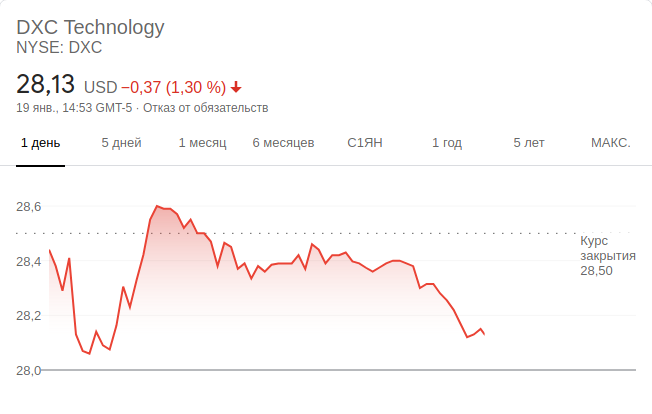 DXC Technology
NYSE: DXC
28,13 USD −0,37 (1,30 %)
19 янв., 14:53 GMT-5 · Отказ от обязательств
1 день 5 дней 1 месяц 6 месяцев С1ЯН 1 год 5 лет МАКС.
28,6
Курс
закрытия
28,50
28,4
28,2
28,0